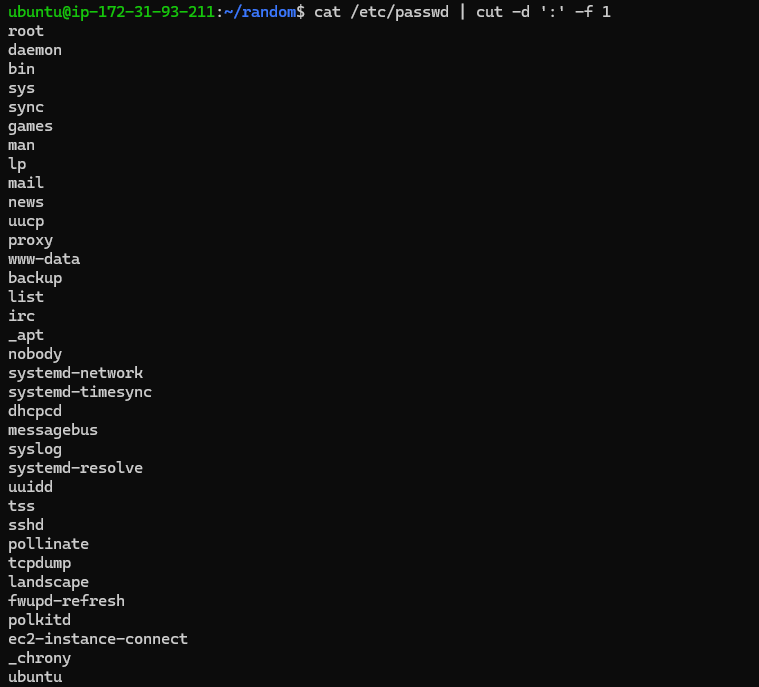 ubuntu@ip-172-31-93-211:~/random$ cat /etc/passwd | cut -d ':' -f 1
root
daemon
bin
sys
sync
games
man
lp
mail
news
uucp
proxy
www-data
backup
list
irc
_apt
nobody
systemd-network
systemd-timesync
dhcpcd
messagebus
syslog
systemd-resolve
uuidd
tss
sshd
pollinate
tcpdump
landscape
fwupd-refresh
polkitd
ec2-instance-connect
_chrony
ubuntu